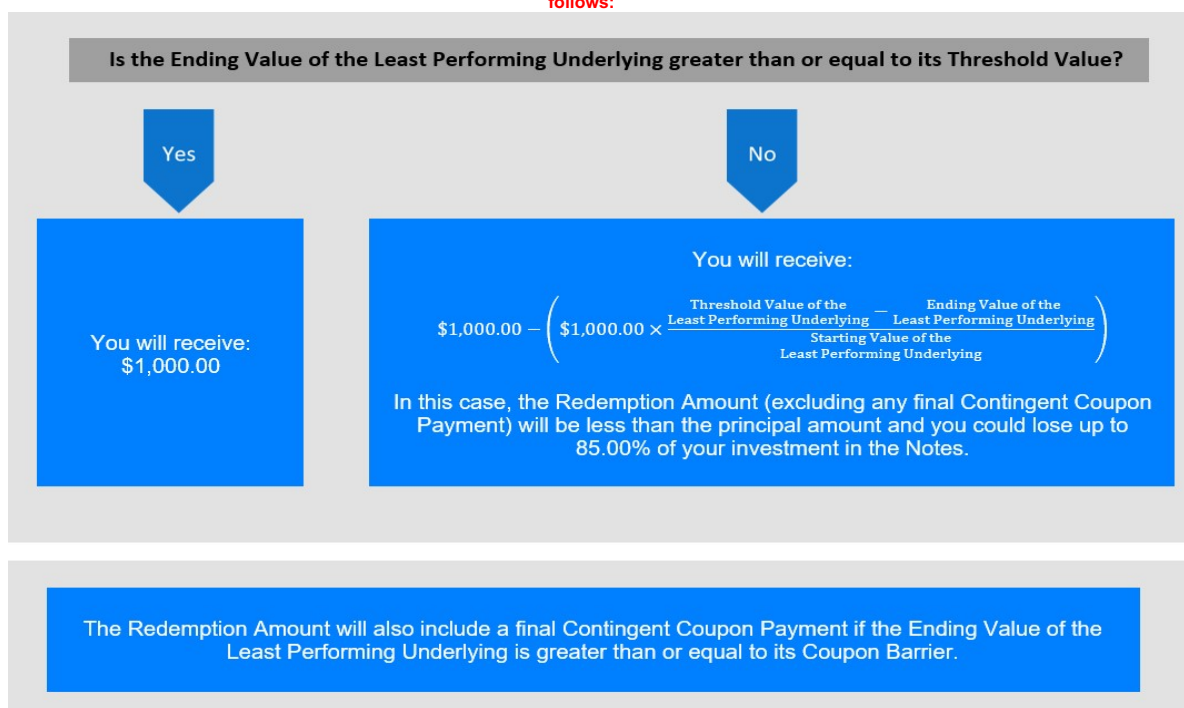 follows:
Is the Ending Value of the Least Performing Underlying greater than or equal to its Threshold Value?
Yes
No
You will receive:
$1,000.00
You will receive:
$1,000.00 − ($1,000.00 × (Threshold Value of the Least Performing Underlying − Ending Value of the Least Performing Underlying) / Starting Value of the Least Performing Underlying)
In this case, the Redemption Amount (excluding any final Contingent Coupon
Payment) will be less than the principal amount and you could lose up to
85.00% of your investment in the Notes.
The Redemption Amount will also include a final Contingent Coupon Payment if the Ending Value of the
Least Performing Underlying is greater than or equal to its Coupon Barrier.